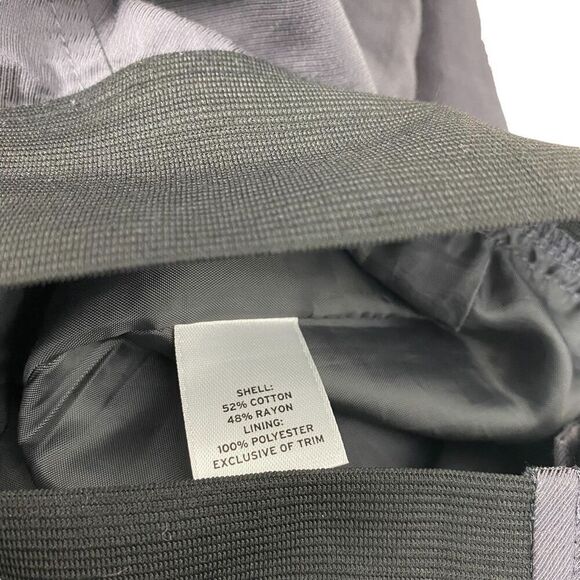 SHELL:
52% COTTON
48% RAYON
LINING:
100% POLYESTER
EXCLUSIVE OF TRIM